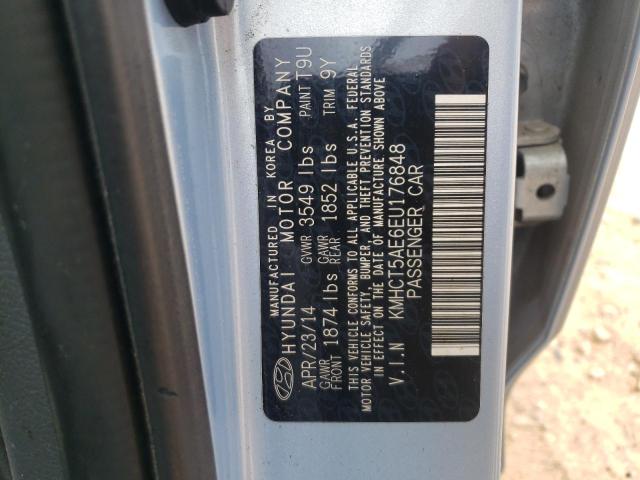 MANUFACTURED IN KOREA BY
HYUNDAI MOTOR COMPANY
APR/23/14 GVWR 3549 lbs PAINT T9U
GAWR FRONT 1874 lbs GAWR REAR 1852 lbs TRIM 9Y
THIS VEHICLE CONFORMS TO ALL APPLICABLE U.S.A. FEDERAL
MOTOR VEHICLE SAFETY, BUMPER, AND THEFT PREVENTION STANDARDS
IN EFFECT ON THE DATE OF MANUFACTURE SHOWN ABOVE
V.I.N KMHCT5AE6EU176848
PASSENGER CAR